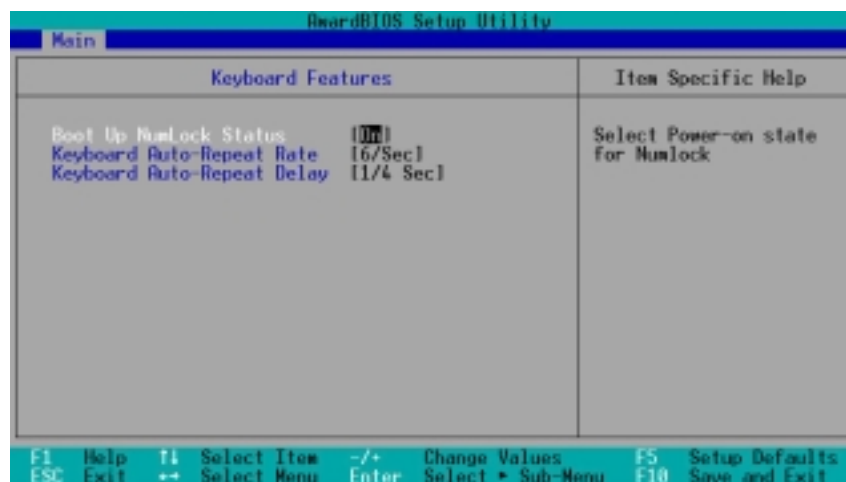 AwardBIOS Setup Utility
Main
Keyboard Features
Item Specific Help
Boot Up NumLock Status [On]
Keyboard Auto-Repeat Rate [6/Sec]
Keyboard Auto-Repeat Delay [1/4 Sec]
Select Power-on state
for Numlock
F1 Help ↑↓ Select Item -/+ Change Values F5 Setup Defaults
ESC Exit ←→ Select Menu Enter Select ► Sub-Menu F10 Save and Exit